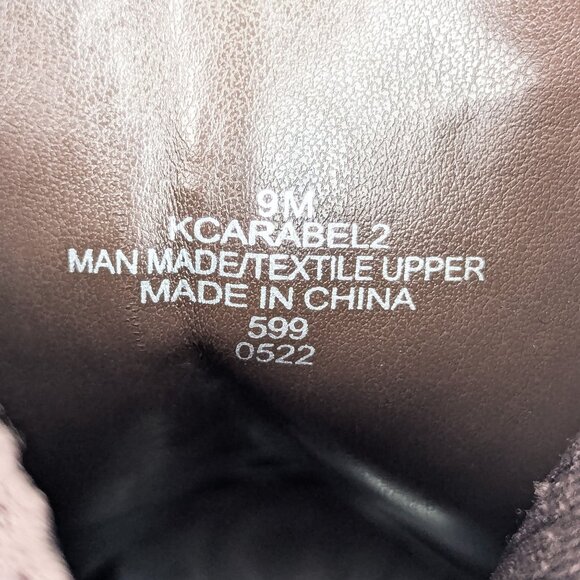 9M
KCARABEL2
MAN MADE/TEXTILE UPPER
MADE IN CHINA
599
0522